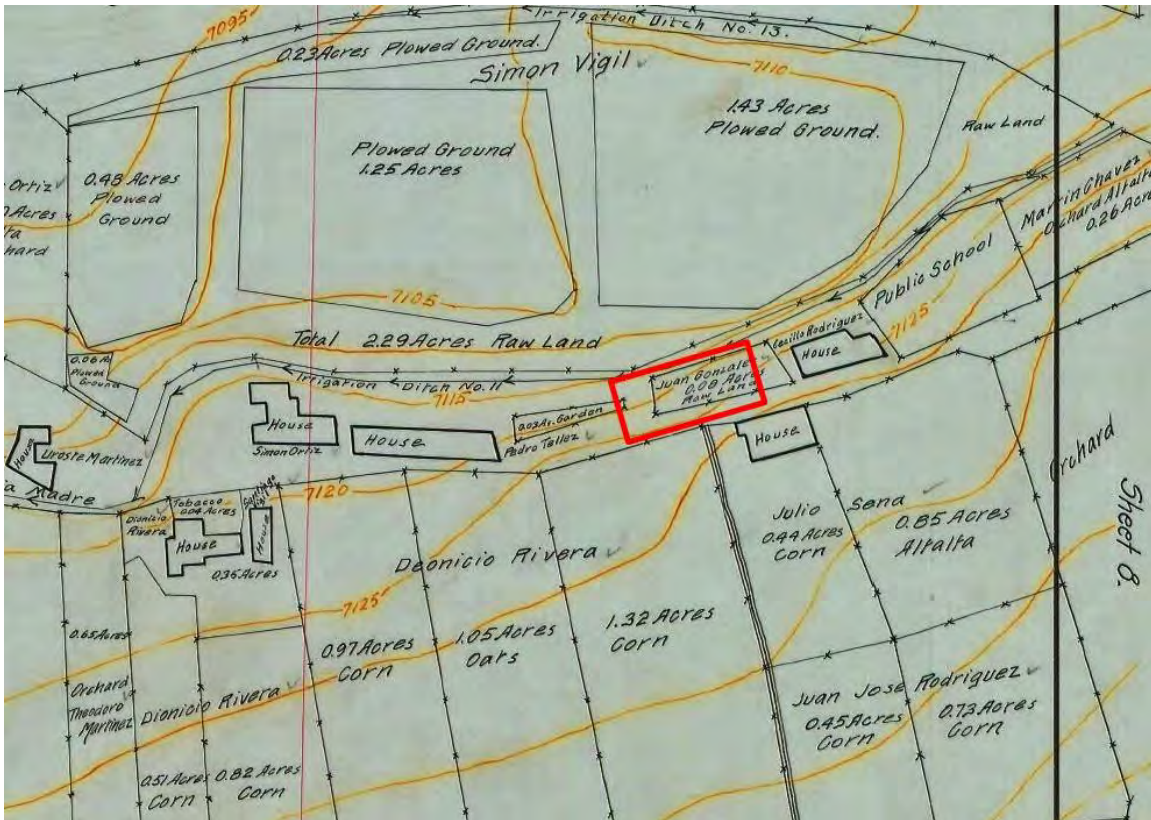 Irrigation Ditch No. 13.
7095
0.23 Acres Plowed Ground.
Simon Vigil
7110
1.43 Acres
Plowed Ground.
Raw Land
Plowed Ground
1.25 Acres
Ortiz
Acres
0.48 Acres
Plowed
Ground
Marrin Chavez
Orchard Alfalfa
0.26 Acre
Public School
7125
7105
Total 2.29 Acres Raw Land
0.06 A
Plowed
Ground
Irrigation Ditch No. 11
7115
Juan Gonzale
0.08 Acres
Raw Land
Rodriguez
House
0.03 Ac. Garden
Pedro Tellez
House
Simon Ortiz
House
House
House
Uroste Martinez
Madre
7120
Tobacco
0.04 Acres
Dionicio
Rivera
House
House
0.36 Acres
Orchard
Sheet 8.
Julio Sena
0.44 Acres
Corn
0.85 Acres
Alfalfa
Deonicio Rivera
7125
0.97 Acres
Corn
1.05 Acres
Oats
1.32 Acres
Corn
0.65 Acres
Orchard
Theodoro
Martinez
Dionicio Rivera
Juan Jose Rodriguez
0.45 Acres
Corn
0.73 Acres
Corn
0.51 Acres
Corn
0.82 Acres
Corn